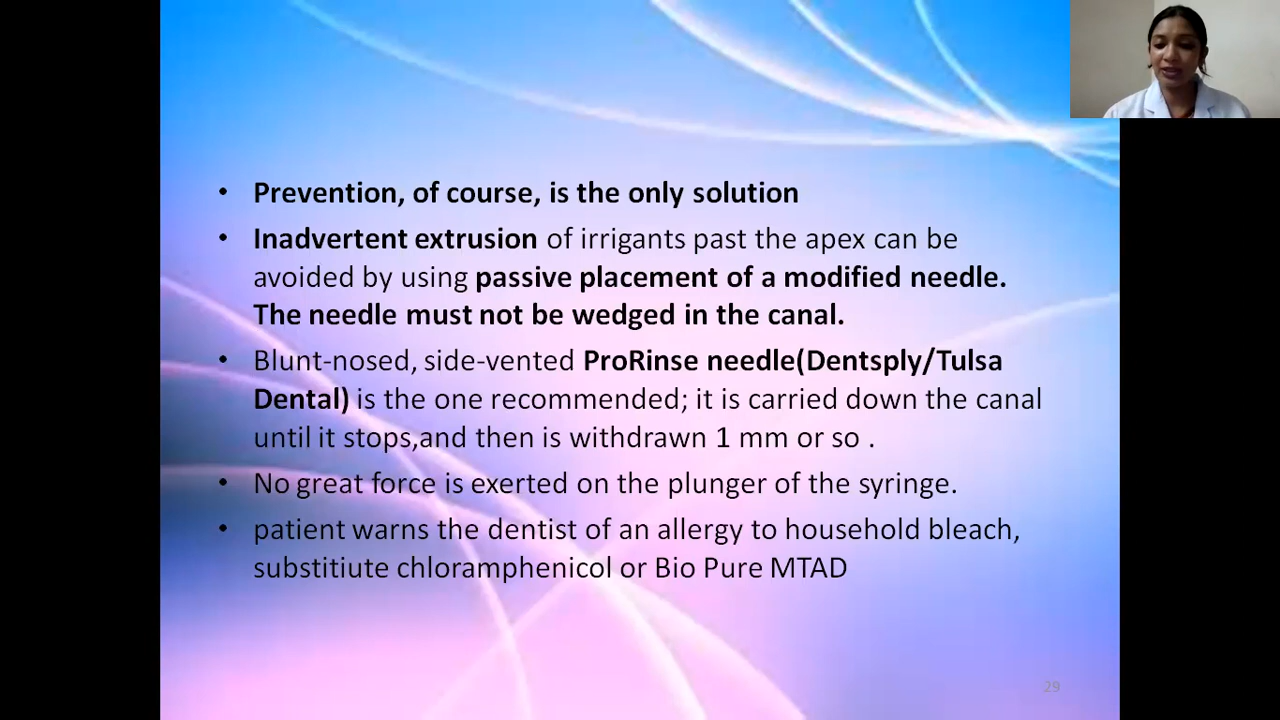 • Prevention, of course, is the only solution
• Inadvertent extrusion of irrigants past the apex can be
avoided by using passive placement of a modified needle.
The needle must not be wedged in the canal.
• Blunt-nosed, side-vented ProRinse needle(Dentsply/Tulsa
Dental) is the one recommended; it is carried down the canal
until it stops,and then is withdrawn 1 mm or so .
• No great force is exerted on the plunger of the syringe.
• patient warns the dentist of an allergy to household bleach,
substitiute chloramphenicol or Bio Pure MTAD
29